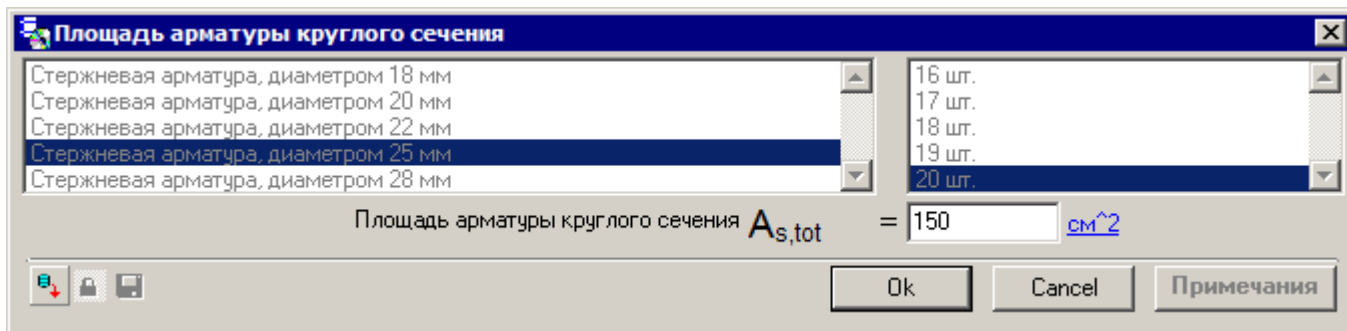 Площадь арматуры круглого сечения
Стержневая арматура, диаметром 18 мм
Стержневая арматура, диаметром 20 мм
Стержневая арматура, диаметром 22 мм
Стержневая арматура, диаметром 25 мм
Стержневая арматура, диаметром 28 мм
16 шт.
17 шт.
18 шт.
19 шт.
20 шт.
Площадь арматуры круглого сечения As,tot = 150 см^2
Ok Cancel Примечания